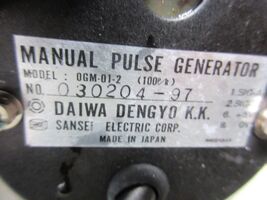 MANUAL PULSE GENERATOR
MODEL: OGM-01-2 (100P/R)
NO. 030204-97
DAIWA DENGYO K.K.
SANSEI ELECTRIC CORP.
MADE IN JAPAN